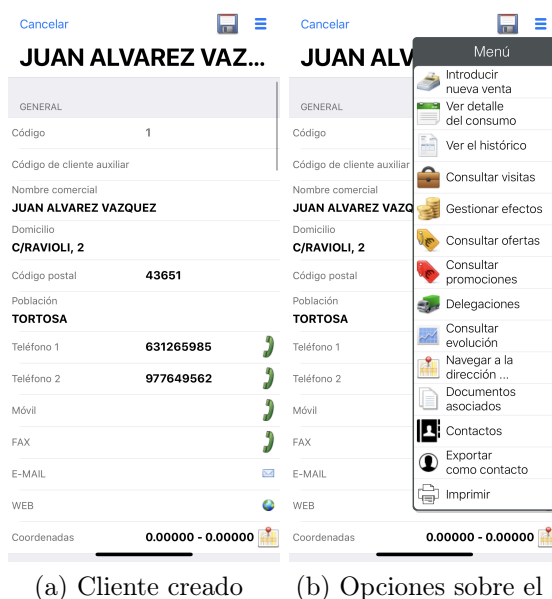 Cancelar
JUAN ALVAREZ VAZ...
GENERAL
Código 1
Código de cliente auxiliar
Nombre comercial
JUAN ALVAREZ VAZQUEZ
Domicilio
C/RAVIOLI, 2
Código postal 43651
Población
TORTOSA
Teléfono 1 631265985
Teléfono 2 977649562
Móvil
FAX
E-MAIL
WEB
Coordenadas 0.00000 - 0.00000
(a) Cliente creado
Cancelar
JUAN ALV
GENERAL
Código
Código de cliente auxiliar
Nombre comercial
JUAN ALVAREZ VAZQ
Domicilio
C/RAVIOLI, 2
Código postal
Población
TORTOSA
Teléfono 1
Teléfono 2
Móvil
FAX
E-MAIL
WEB
Coordenadas 0.00000 - 0.00000
Menú
Introducir
nueva venta
Ver detalle
del consumo
Ver el histórico
Consultar visitas
Gestionar efectos
Consultar ofertas
Consultar
promociones
Delegaciones
Consultar
evolución
Navegar a la
dirección ...
Documentos
asociados
Contactos
Exportar
como contacto
Imprimir
(b) Opciones sobre el